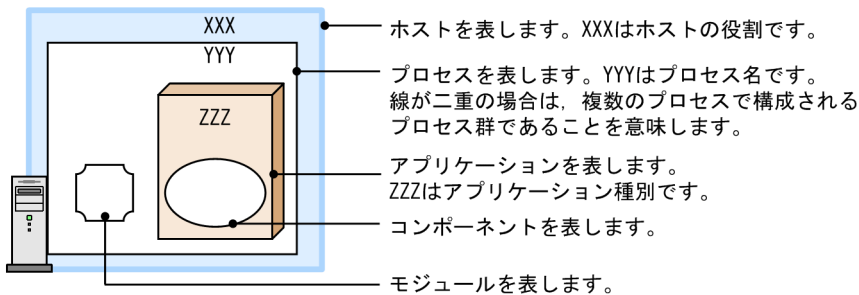 XXX
YYY
ZZZ
ホストを表します。XXXはホストの役割です。
プロセスを表します。YYYはプロセス名です。
線が二重の場合は，複数のプロセスで構成される
プロセス群であることを意味します。
アプリケーションを表します。
ZZZはアプリケーション種別です。
コンポーネントを表します。
モジュールを表します。